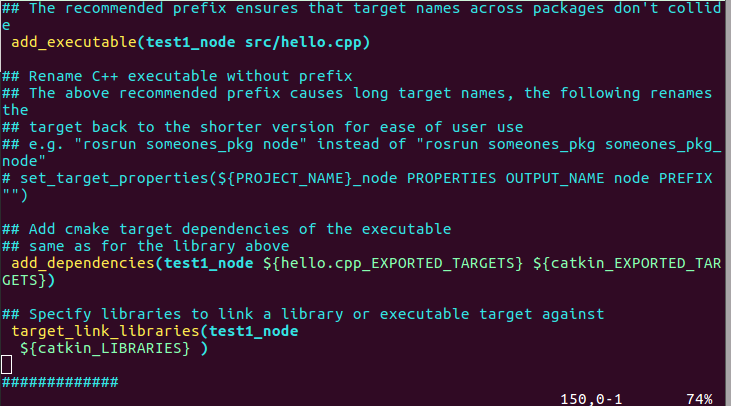 ## The recommended prefix ensures that target names across packages don't collid
e
 add_executable(test1_node src/hello.cpp)

## Rename C++ executable without prefix
## The above recommended prefix causes long target names, the following renames
the
## target back to the shorter version for ease of user use
## e.g. "rosrun someones_pkg node" instead of "rosrun someones_pkg someones_pkg_
node"
# set_target_properties(${PROJECT_NAME}_node PROPERTIES OUTPUT_NAME node PREFIX
"")

## Add cmake target dependencies of the executable
## same as for the library above
 add_dependencies(test1_node ${hello.cpp_EXPORTED_TARGETS} ${catkin_EXPORTED_TAR
GETS})

## Specify libraries to link a library or executable target against
 target_link_libraries(test1_node
  ${catkin_LIBRARIES} )

#############
150,0-1 74%